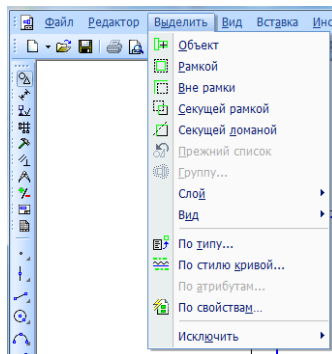 Файл Редактор Выделить Вид Вставка Инс
Объект
Рамкой
Вне рамки
Секущей рамкой
Секущей ломаной
Прежний список
Группу...
Слой
Вид
По типу...
По стилю кривой...
По атрибутам...
По свойствам...
Исключить